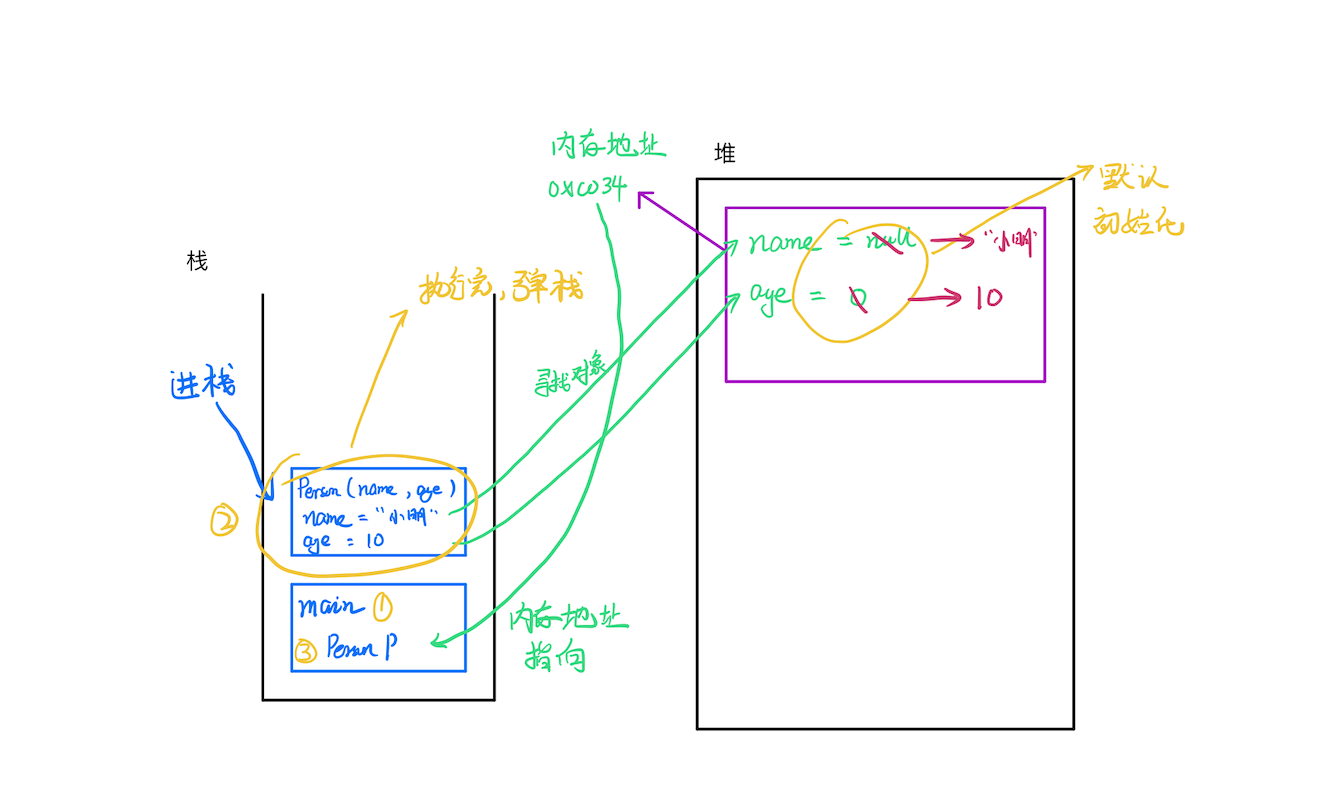 内存地址
0xc034
堆
默认
初始化
name = null → "小明"
age = 0 → 10
栈
执行完,弹栈
进栈
寻找对象
②
Person(name, age)
name = "小明"
age = 10
main ①
③ Person P
内存地址
指向